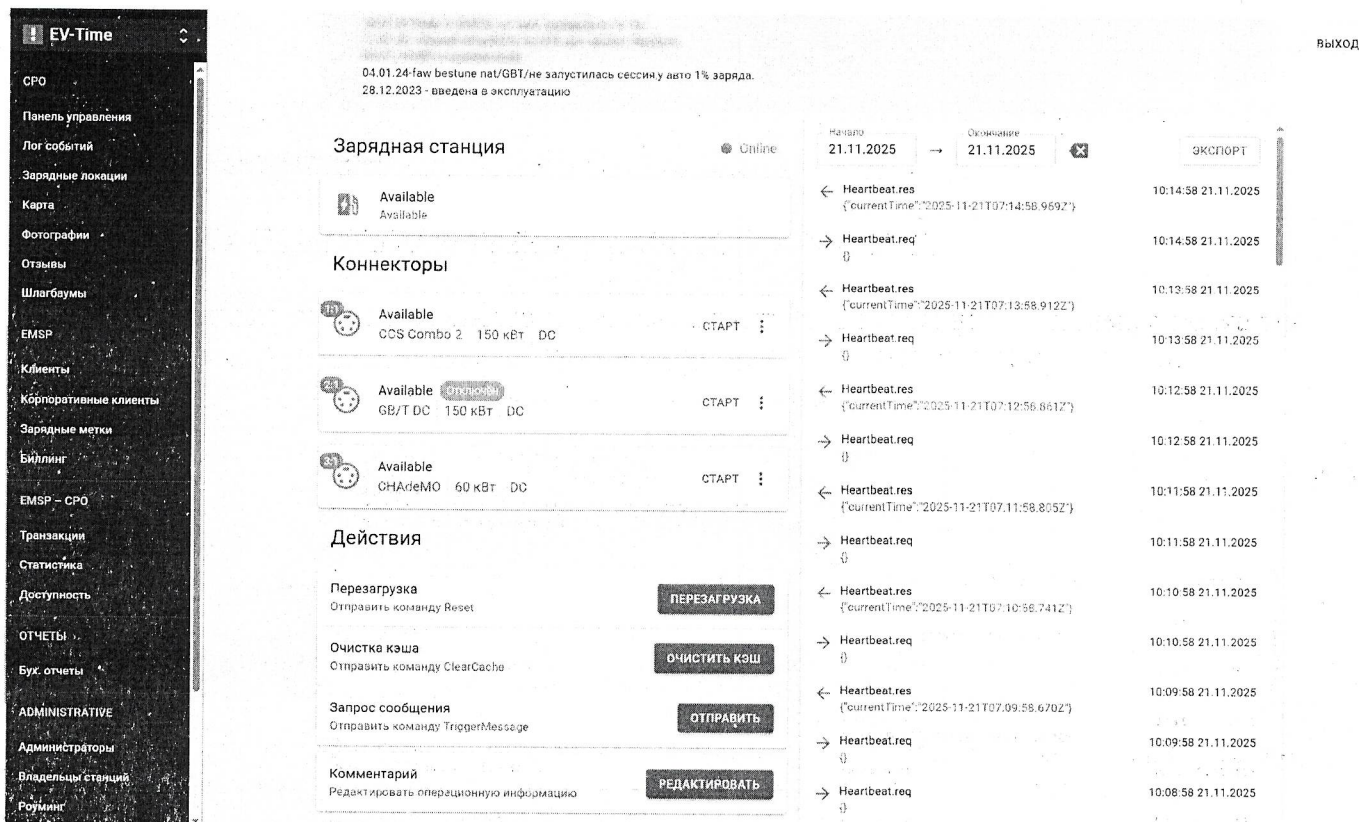 EV-Time
ВЫХОД
CPO
Панель управления
Лог событий
Зарядные локации
Карта
Фотографии
Отзывы
Шлагбаумы
EMSP
Клиенты
Корпоративные клиенты
Зарядные метки
Биллинг
EMSP – CPO
Транзакции
Статистика
Доступность
ОТЧЕТЫ
Бух. отчеты
ADMINISTRATIVE
Администраторы
Владельцы станций
Роуминг
04.01.24-faw bestune nat/GBT/не запустилась сессия у авто 1% заряда.
28.12.2023 - введена в эксплуатацию
Зарядная станция
Online
Available
Available
Коннекторы
Available
CCS Combo 2 150 кВт DC
СТАРТ
Available Отключен
GB/T DC 150 кВт DC
СТАРТ
Available
CHAdeMO 60 кВт DC
СТАРТ
Действия
Перезагрузка
Отправить команду Reset
ПЕРЕЗАГРУЗКА
Очистка кэша
Отправить команду ClearCache
ОЧИСТИТЬ КЭШ
Запрос сообщения
Отправить команду TriggerMessage
ОТПРАВИТЬ
Комментарий
Редактировать операционную информацию
РЕДАКТИРОВАТЬ
Начало
21.11.2025
→
Окончание
21.11.2025
ЭКСПОРТ
← Heartbeat.res 10:14:58 21.11.2025
{"currentTime":"2025-11-21T07:14:58.969Z"}
→ Heartbeat.req 10:14:58 21.11.2025
{}
← Heartbeat.res 10:13:58 21.11.2025
{"currentTime":"2025-11-21T07:13:58.912Z"}
→ Heartbeat.req 10:13:58 21.11.2025
{}
← Heartbeat.res 10:12:58 21.11.2025
{"currentTime":"2025-11-21T07:12:58.861Z"}
→ Heartbeat.req 10:12:58 21.11.2025
{}
← Heartbeat.res 10:11:58 21.11.2025
{"currentTime":"2025-11-21T07:11:58.805Z"}
→ Heartbeat.req 10:11:58 21.11.2025
{}
← Heartbeat.res 10:10:58 21.11.2025
{"currentTime":"2025-11-21T07:10:58.741Z"}
→ Heartbeat.req 10:10:58 21.11.2025
{}
← Heartbeat.res 10:09:58 21.11.2025
{"currentTime":"2025-11-21T07:09:58.670Z"}
→ Heartbeat.req 10:09:58 21.11.2025
{}
→ Heartbeat.req 10:08:58 21.11.2025
{}